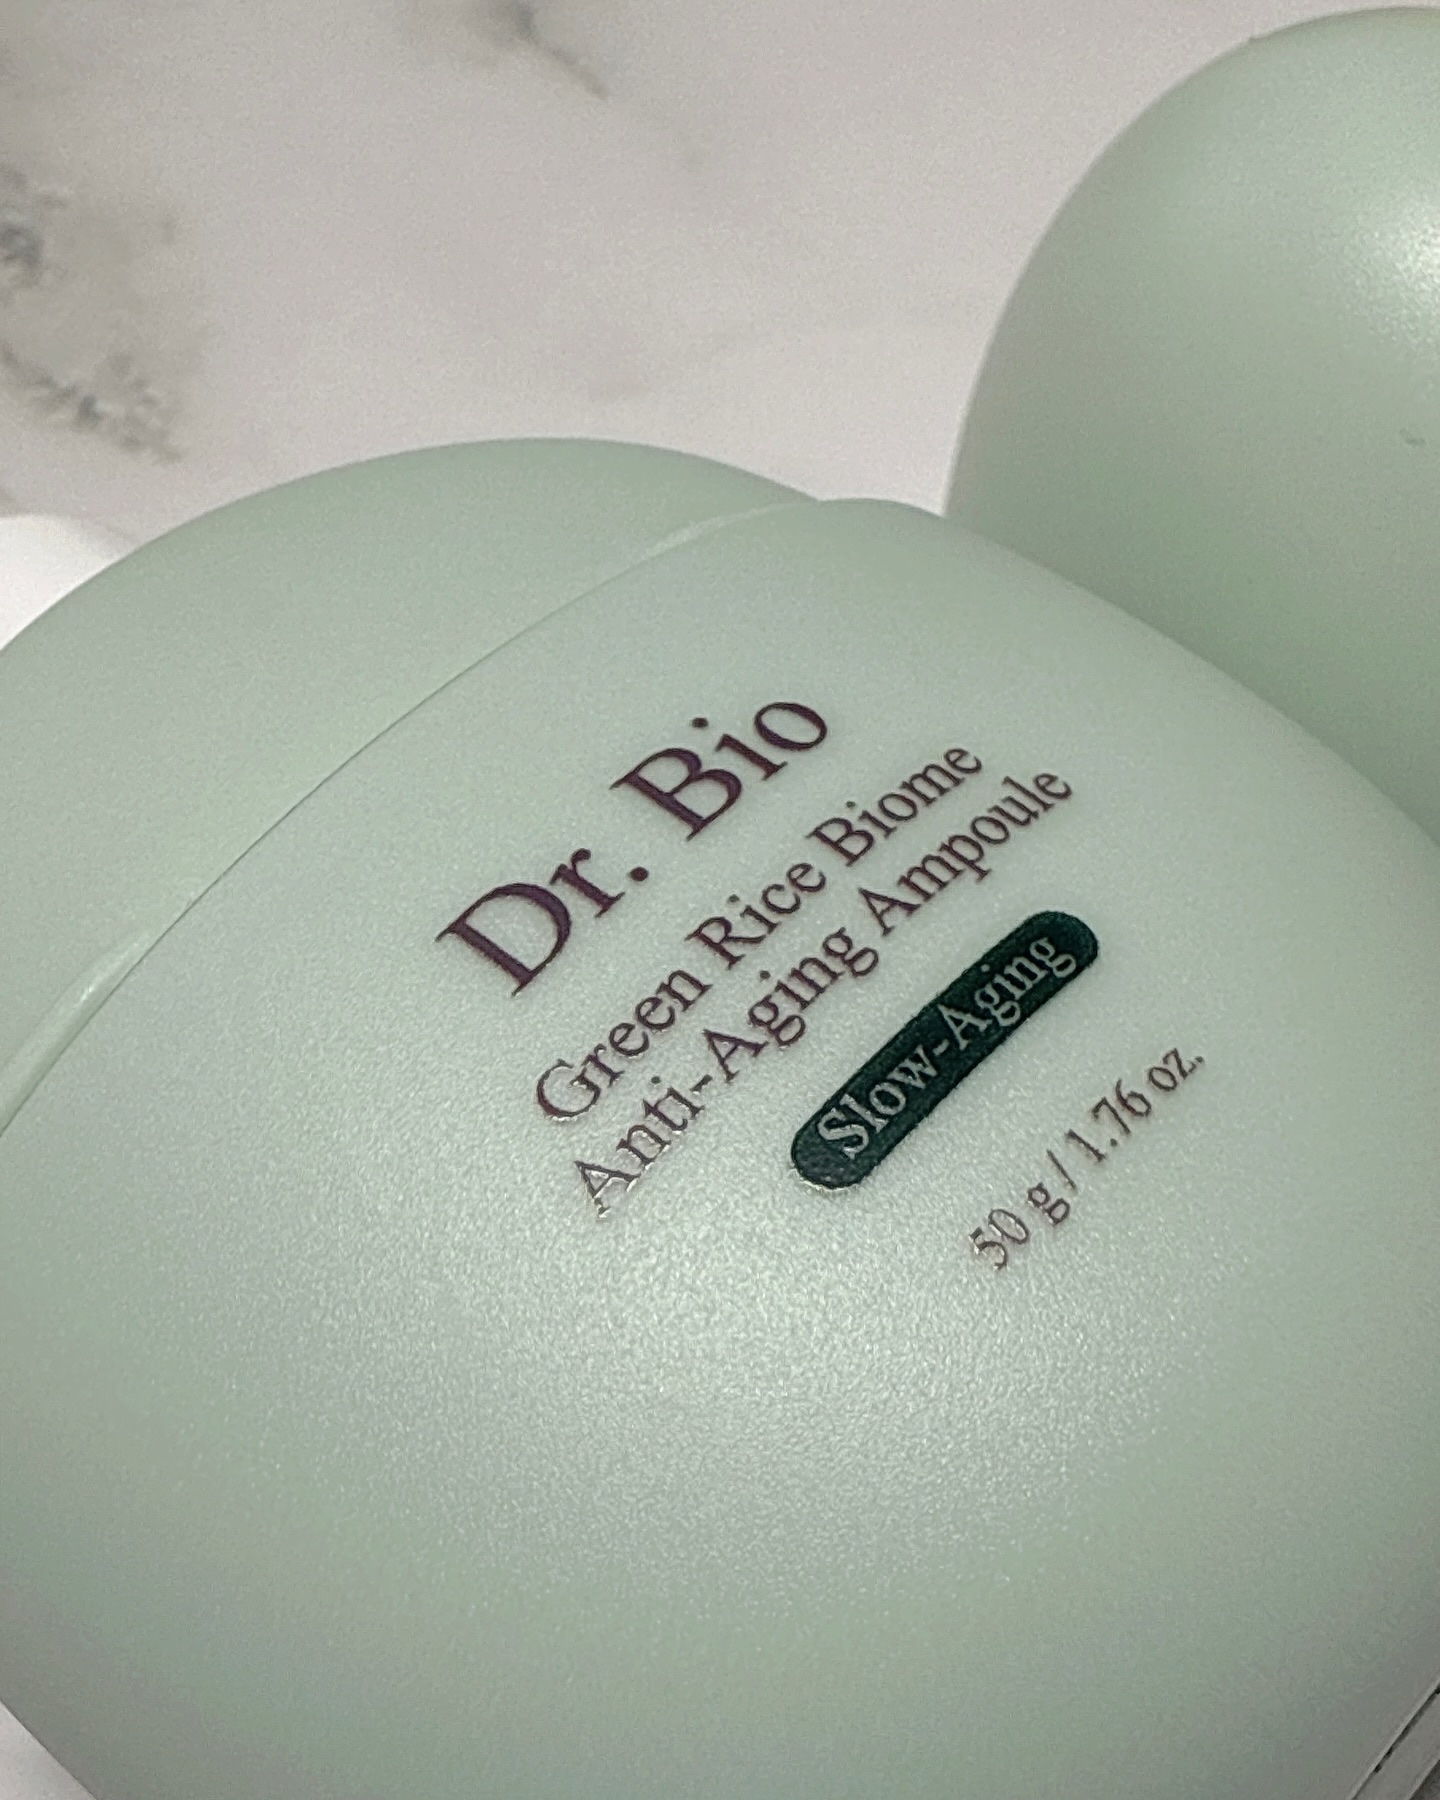 Dr. Bio
Green Rice Biome
Anti-Aging Ampoule
Slow-Aging
50 g / 1.76 oz.